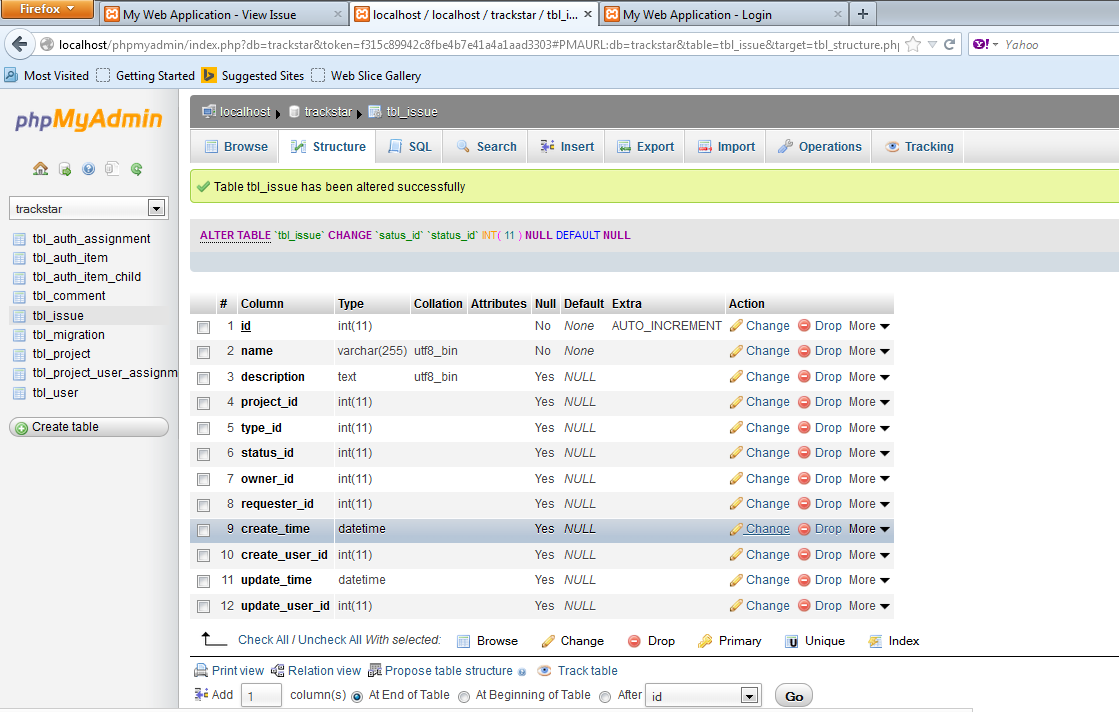 Firefox
My Web Application - View Issue
localhost / localhost / trackstar / tbl_i...
My Web Application - Login
localhost/phpmyadmin/index.php?db=trackstar&token=f315c89942c8fbe4b7e41a4a1aad3303#PMAURL:db=trackstar&table=tbl_issue&target=tbl_structure.ph
Yahoo
Most Visited Getting Started Suggested Sites Web Slice Gallery
phpMyAdmin
trackstar
tbl_auth_assignment
tbl_auth_item
tbl_auth_item_child
tbl_comment
tbl_issue
tbl_migration
tbl_project
tbl_project_user_assignm
tbl_user
Create table
localhost trackstar tbl_issue
Browse Structure SQL Search Insert Export Import Operations Tracking
Table tbl_issue has been altered successfully
ALTER TABLE `tbl_issue` CHANGE `satus_id` `status_id` INT( 11 ) NULL DEFAULT NULL
# Column Type Collation Attributes Null Default Extra Action
1 id int(11) No None AUTO_INCREMENT Change Drop More
2 name varchar(255) utf8_bin No None Change Drop More
3 description text utf8_bin Yes NULL Change Drop More
4 project_id int(11) Yes NULL Change Drop More
5 type_id int(11) Yes NULL Change Drop More
6 status_id int(11) Yes NULL Change Drop More
7 owner_id int(11) Yes NULL Change Drop More
8 requester_id int(11) Yes NULL Change Drop More
9 create_time datetime Yes NULL Change Drop More
10 create_user_id int(11) Yes NULL Change Drop More
11 update_time datetime Yes NULL Change Drop More
12 update_user_id int(11) Yes NULL Change Drop More
Check All / Uncheck All With selected: Browse Change Drop Primary Unique Index
Print view Relation view Propose table structure Track table
Add 1 column(s) At End of Table At Beginning of Table After id Go